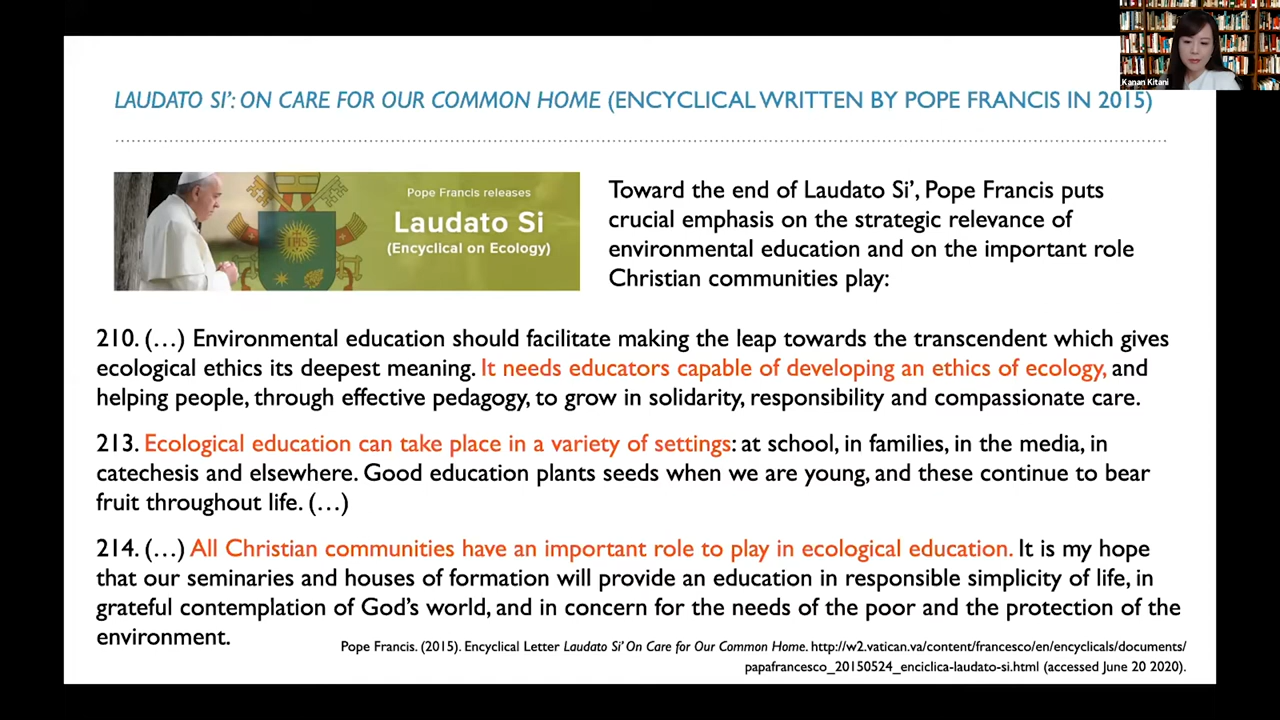 Kanan Kitani
LAUDATO SI’: ON CARE FOR OUR COMMON HOME (ENCYCLICAL WRITTEN BY POPE FRANCIS IN 2015)
Pope Francis releases
Laudato Si
(Encyclical on Ecology)
Toward the end of Laudato Si’, Pope Francis puts
crucial emphasis on the strategic relevance of
environmental education and on the important role
Christian communities play:
210. (…) Environmental education should facilitate making the leap towards the transcendent which gives
ecological ethics its deepest meaning. It needs educators capable of developing an ethics of ecology, and
helping people, through effective pedagogy, to grow in solidarity, responsibility and compassionate care.
213. Ecological education can take place in a variety of settings: at school, in families, in the media, in
catechesis and elsewhere. Good education plants seeds when we are young, and these continue to bear
fruit throughout life. (…)
214. (…) All Christian communities have an important role to play in ecological education. It is my hope
that our seminaries and houses of formation will provide an education in responsible simplicity of life, in
grateful contemplation of God’s world, and in concern for the needs of the poor and the protection of the
environment.
Pope Francis. (2015). Encyclical Letter Laudato Si’ On Care for Our Common Home. http://w2.vatican.va/content/francesco/en/encyclicals/documents/
papafrancesco_20150524_enciclica-laudato-si.html (accessed June 20 2020).